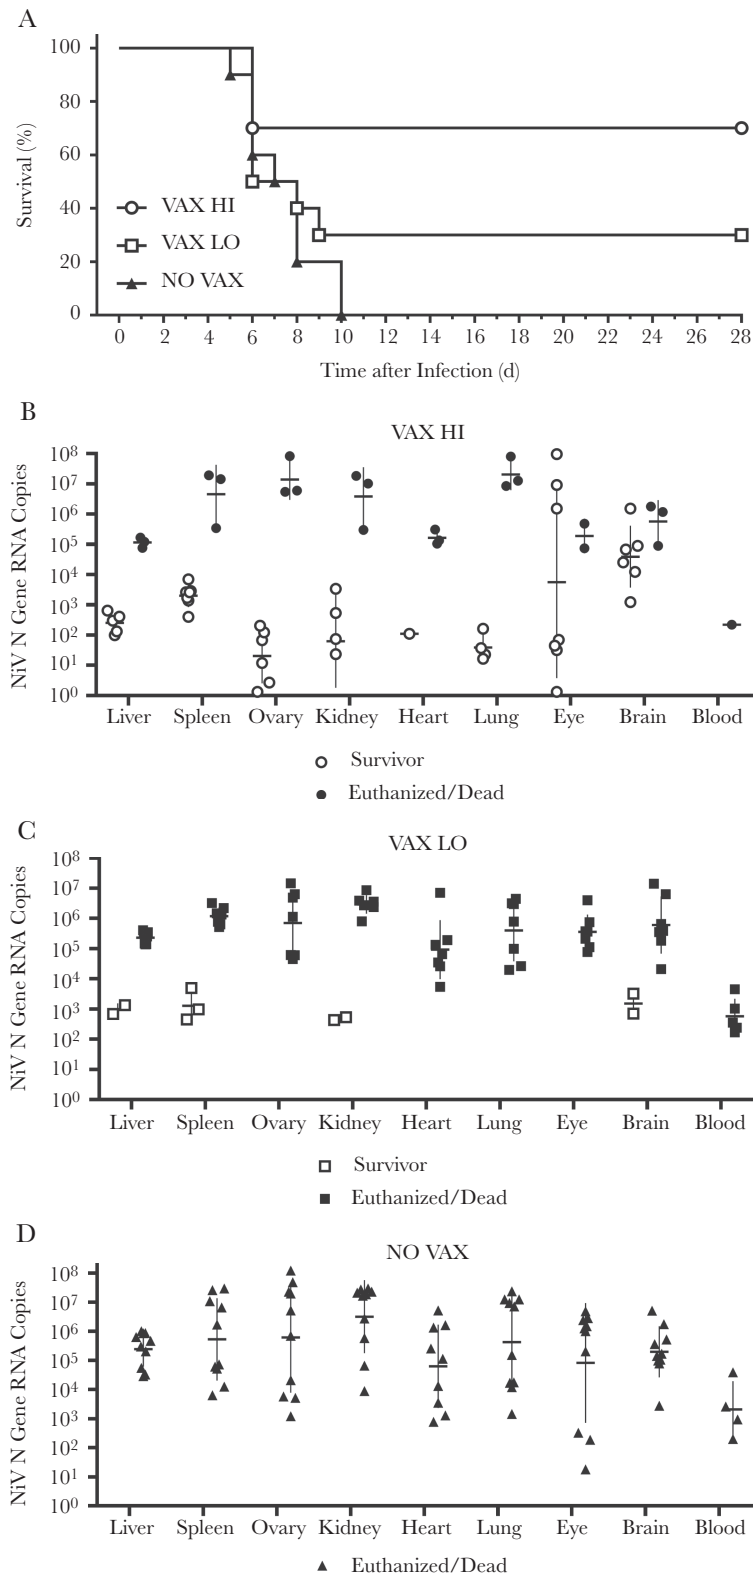 A
100
80
60
40
20
0
Survival (%)
VAX HI
VAX LO
NO VAX
0 2 4 6 8 10 12 14 16 18 20 22 24 26 28
Time after Infection (d)
B
VAX HI
NiV N Gene RNA Copies
10⁸
10⁷
10⁶
10⁵
10⁴
10³
10²
10¹
10⁰
Liver Spleen Ovary Kidney Heart Lung Eye Brain Blood
Survivor
Euthanized/Dead
C
VAX LO
NiV N Gene RNA Copies
10⁸
10⁷
10⁶
10⁵
10⁴
10³
10²
10¹
10⁰
Liver Spleen Ovary Kidney Heart Lung Eye Brain Blood
Survivor
Euthanized/Dead
D
NO VAX
NiV N Gene RNA Copies
10⁸
10⁷
10⁶
10⁵
10⁴
10³
10²
10¹
10⁰
Liver Spleen Ovary Kidney Heart Lung Eye Brain Blood
Euthanized/Dead